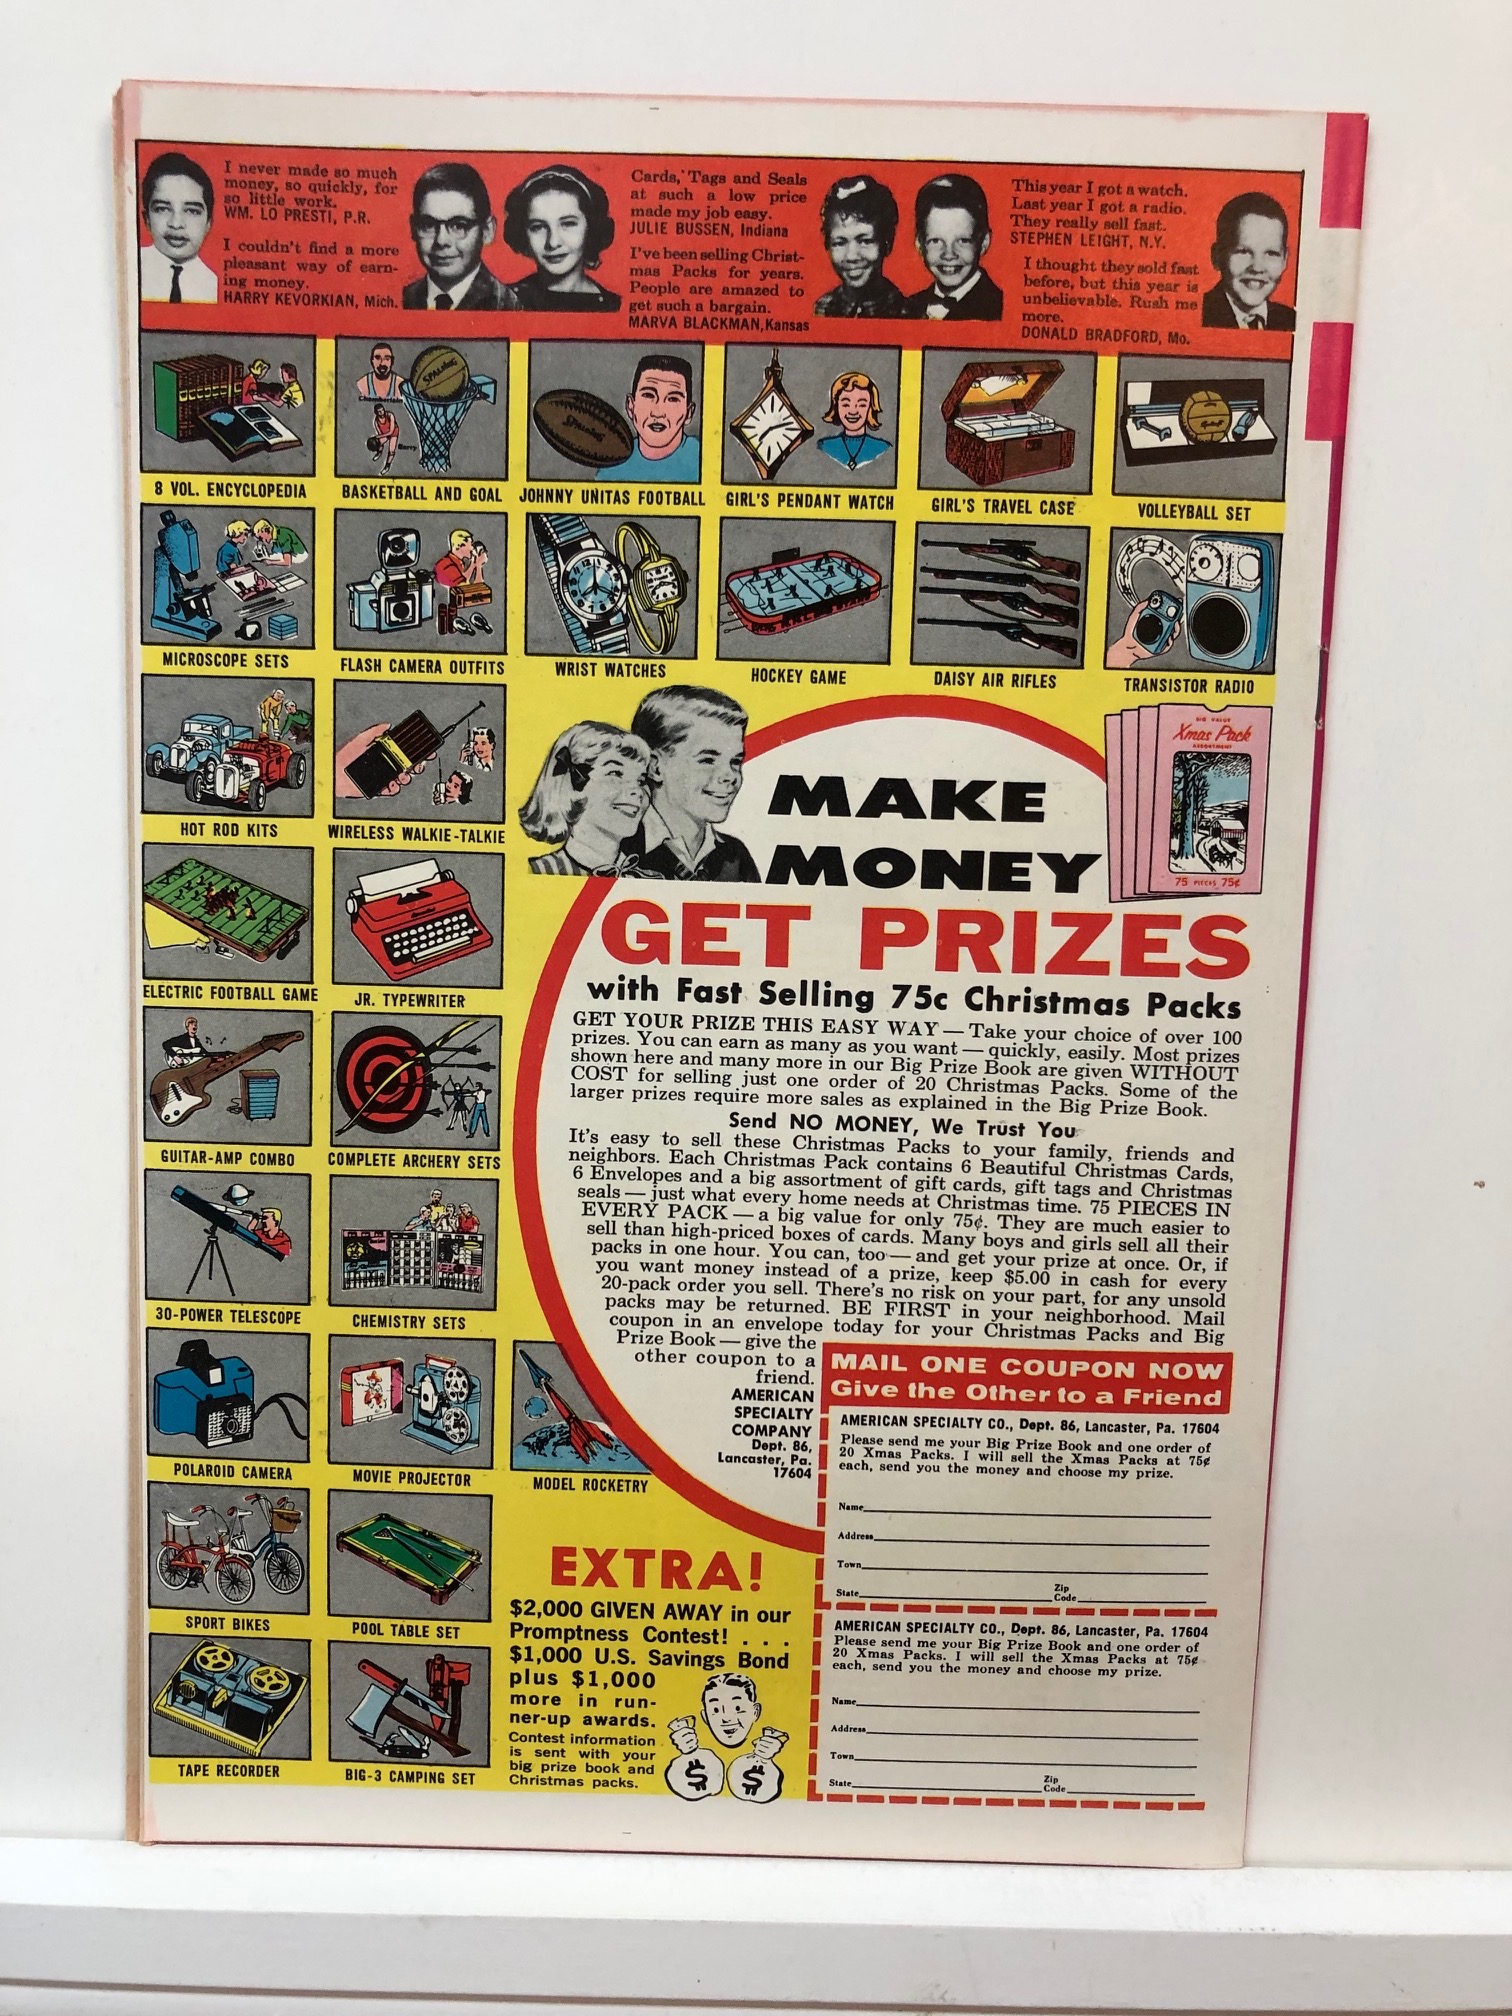 I never made so much
money, so quickly, for
so little work.
WM. LO PRESTI, P.R.
I couldn't find a more
pleasant way of earn-
ing money.
HARRY KEVORKIAN, Mich.
Cards, Tags and Seals
at such a low price
made my job easy.
JULIE BUSSEN, Indiana
I've been selling Christ-
mas Packs for years.
People are amazed to
get such a bargain.
MARVA BLACKMAN, Kansas
This year I got a watch.
Last year I got a radio.
They really sell fast.
STEPHEN LEIGHT, N.Y.
I thought they sold fast
before, but this year is
unbelievable. Rush me
more.
DONALD BRADFORD, Mo.
SPALDING
Spalding
8 VOL. ENCYCLOPEDIA
BASKETBALL AND GOAL
JOHNNY UNITAS FOOTBALL
GIRL'S PENDANT WATCH
GIRL'S TRAVEL CASE
VOLLEYBALL SET
MICROSCOPE SETS
FLASH CAMERA OUTFITS
WRIST WATCHES
HOCKEY GAME
DAISY AIR RIFLES
TRANSISTOR RADIO
HOT ROD KITS
WIRELESS WALKIE-TALKIE
ELECTRIC FOOTBALL GAME
JR. TYPEWRITER
GUITAR-AMP COMBO
COMPLETE ARCHERY SETS
30-POWER TELESCOPE
CHEMISTRY SETS
POLAROID CAMERA
MOVIE PROJECTOR
MODEL ROCKETRY
SPORT BIKES
POOL TABLE SET
TAPE RECORDER
BIG-3 CAMPING SET
BIG VALUE
Xmas Pack
ASSORTMENT
75 PIECES 75¢
MAKE
MONEY
GET PRIZES
with Fast Selling 75c Christmas Packs
GET YOUR PRIZE THIS EASY WAY — Take your choice of over 100
prizes. You can earn as many as you want — quickly, easily. Most prizes
shown here and many more in our Big Prize Book are given WITHOUT
COST for selling just one order of 20 Christmas Packs. Some of the
larger prizes require more sales as explained in the Big Prize Book.
Send NO MONEY, We Trust You
It's easy to sell these Christmas Packs to your family, friends and
neighbors. Each Christmas Pack contains 6 Beautiful Christmas Cards,
6 Envelopes and a big assortment of gift cards, gift tags and Christmas
seals — just what every home needs at Christmas time. 75 PIECES IN
EVERY PACK — a big value for only 75¢. They are much easier to
sell than high-priced boxes of cards. Many boys and girls sell all their
packs in one hour. You can, too — and get your prize at once. Or, if
you want money instead of a prize, keep $5.00 in cash for every
20-pack order you sell. There's no risk on your part, for any unsold
packs may be returned. BE FIRST in your neighborhood. Mail
coupon in an envelope today for your Christmas Packs and Big
Prize Book — give the
other coupon to a
friend.
AMERICAN
SPECIALTY
COMPANY
Dept. 86,
Lancaster, Pa.
17604
MAIL ONE COUPON NOW
Give the Other to a Friend
AMERICAN SPECIALTY CO., Dept. 86, Lancaster, Pa. 17604
Please send me your Big Prize Book and one order of
20 Xmas Packs. I will sell the Xmas Packs at 75¢
each, send you the money and choose my prize.
Name
Address
Town
State Zip Code
AMERICAN SPECIALTY CO., Dept. 86, Lancaster, Pa. 17604
Please send me your Big Prize Book and one order of
20 Xmas Packs. I will sell the Xmas Packs at 75¢
each, send you the money and choose my prize.
Name
Address
Town
State Zip Code
EXTRA!
$2,000 GIVEN AWAY in our
Promptness Contest! . . .
$1,000 U.S. Savings Bond
plus $1,000
more in run-
ner-up awards.
Contest information
is sent with your
big prize book and
Christmas packs.
$ $